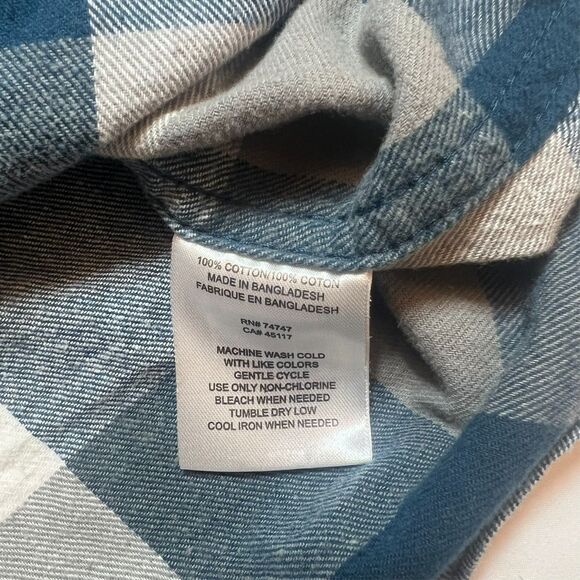 100% COTTON/100% COTON
MADE IN BANGLADESH
FABRIQUE EN BANGLADESH
RN# 74747
CA# 45117
MACHINE WASH COLD
WITH LIKE COLORS
GENTLE CYCLE
USE ONLY NON-CHLORINE
BLEACH WHEN NEEDED
TUMBLE DRY LOW
COOL IRON WHEN NEEDED